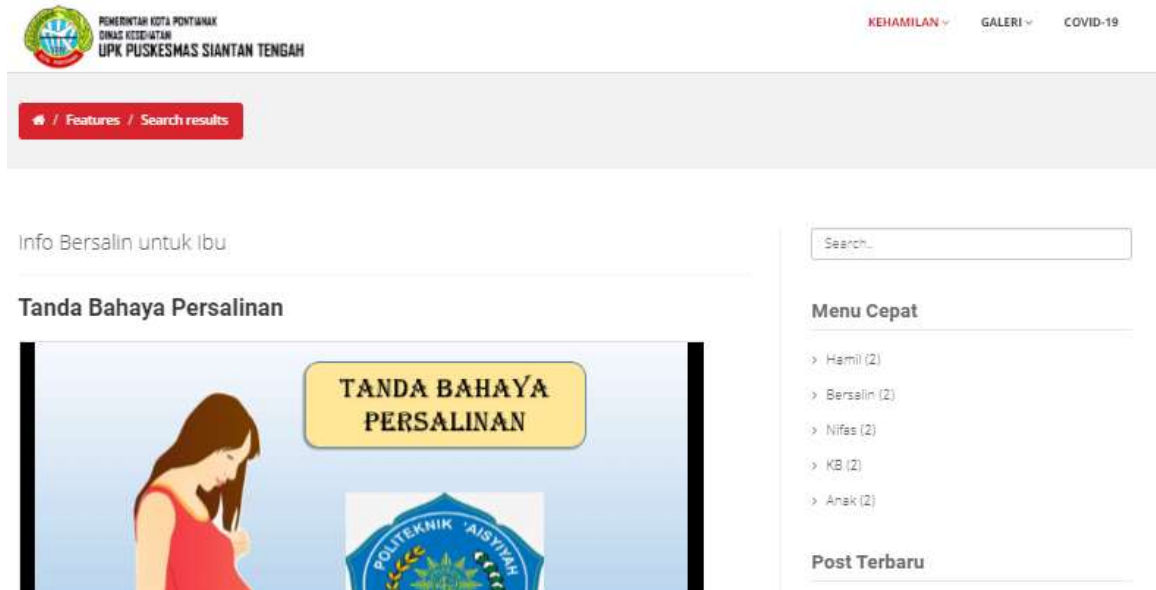 PEMERINTAH KOTA PONTIANAK
DINAS KESEHATAN
UPK PUSKESMAS SIANTAN TENGAH
KEHAMILAN
GALERI
COVID-19
/ Features / Search results
Info Bersalin untuk Ibu
Tanda Bahaya Persalinan
TANDA BAHAYA
PERSALINAN
POLITEKNIK 'AISYIYAH
Search..
Menu Cepat
> Hamil (2)
> Bersalin (2)
> Nifas (2)
> KB (2)
> Anak (2)
Post Terbaru